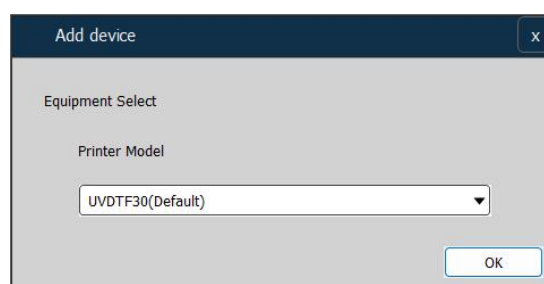 Add device
x
Equipment Select
Printer Model
UVDTF30(Default)
OK